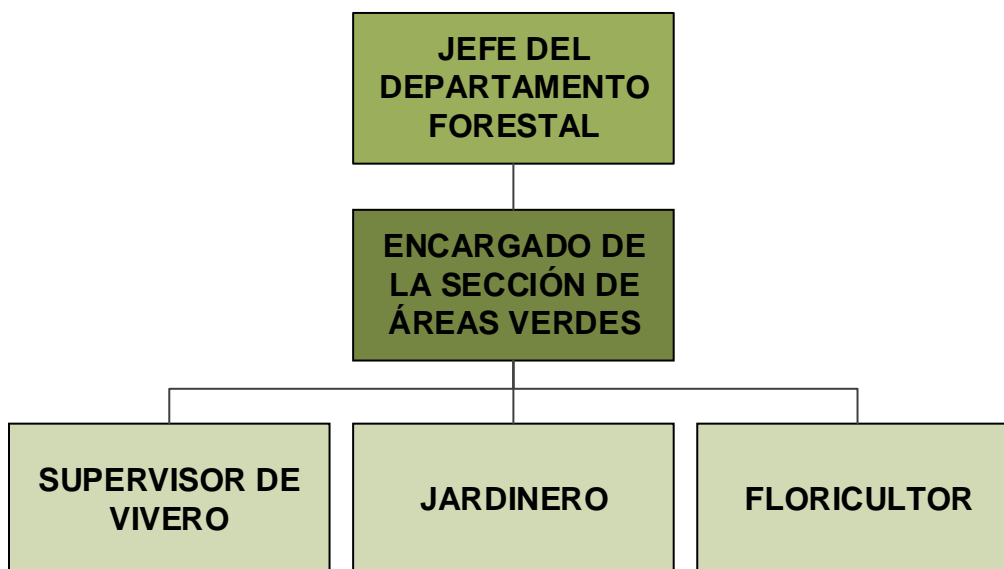 JEFE DEL
DEPARTAMENTO
FORESTAL
ENCARGADO DE
LA SECCIÓN DE
ÁREAS VERDES
SUPERVISOR DE
VIVERO
JARDINERO
FLORICULTOR